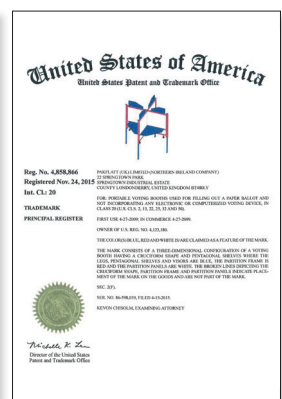 United States of America
United States Patent and Trademark Office
Reg. No. 4,858,866
Registered Nov. 24, 2015
Int. Cl.: 20
TRADEMARK
PRINCIPAL REGISTER
PAKFLATT (UK) LIMITED (NORTHERN IRELAND COMPANY)
22 SPRINGTOWN PARK
SPRINGTOWN INDUSTRIAL ESTATE
COUNTY LONDONDERRY, UNITED KINGDOM
FOR: PORTABLE VOTING BOOTHS USED FOR FILLING OUT A PAPER BALLOT AND
NOT INCORPORATING ANY ELECTRONIC OR COMPUTERIZED VOTING DEVICE, IN
CLASS 20 (U.S. CLS. 2, 13, 22, 25, 32 AND 50).
FIRST USE 4-27-2009; IN COMMERCE 4-27-2009.
OWNER OF U.S. REG. NO. 4,123,180.
THE COLOR(S) BLUE, RED AND WHITE IS/ARE CLAIMED AS A FEATURE OF THE MARK.
THE MARK CONSISTS OF A THREE-DIMENSIONAL CONFIGURATION OF A VOTING
BOOTH HAVING A CRUCIFORM SHAPE AND PENTAGONAL SHELVES WHERE THE
LEGS, PENTAGONAL SHELVES AND VISORS ARE BLUE, THE PARTITION FRAME IS
RED AND THE PARTITION PANELS ARE WHITE. THE BROKEN LINES DEPICTING THE
CRUCIFORM SHAPE, PARTITION FRAME AND PARTITION PANELS INDICATE PLACE-
MENT OF THE MARK ON THE GOODS AND ARE NOT PART OF THE MARK.
SEC. 2(F).
SER. NO. 86-598,039, FILED 4-15-2015.
KEVON CHISOLM, EXAMINING ATTORNEY
Michelle K. Lee
Director of the United States
Patent and Trademark Office